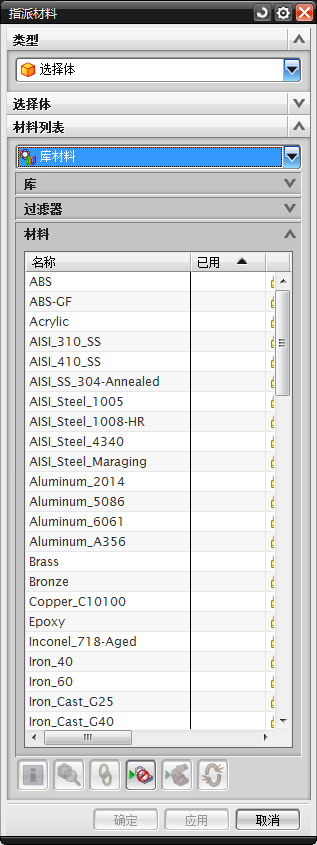 指派材料
类型
选择体
选择体
材料列表
库材料
库
过滤器
材料
名称 已用
ABS
ABS-GF
Acrylic
AISI_310_SS
AISI_410_SS
AISI_SS_304-Annealed
AISI_Steel_1005
AISI_Steel_1008-HR
AISI_Steel_4340
AISI_Steel_Maraging
Aluminum_2014
Aluminum_5086
Aluminum_6061
Aluminum_A356
Brass
Bronze
Copper_C10100
Epoxy
Inconel_718-Aged
Iron_40
Iron_60
Iron_Cast_G25
Iron_Cast_G40
确定 应用 取消